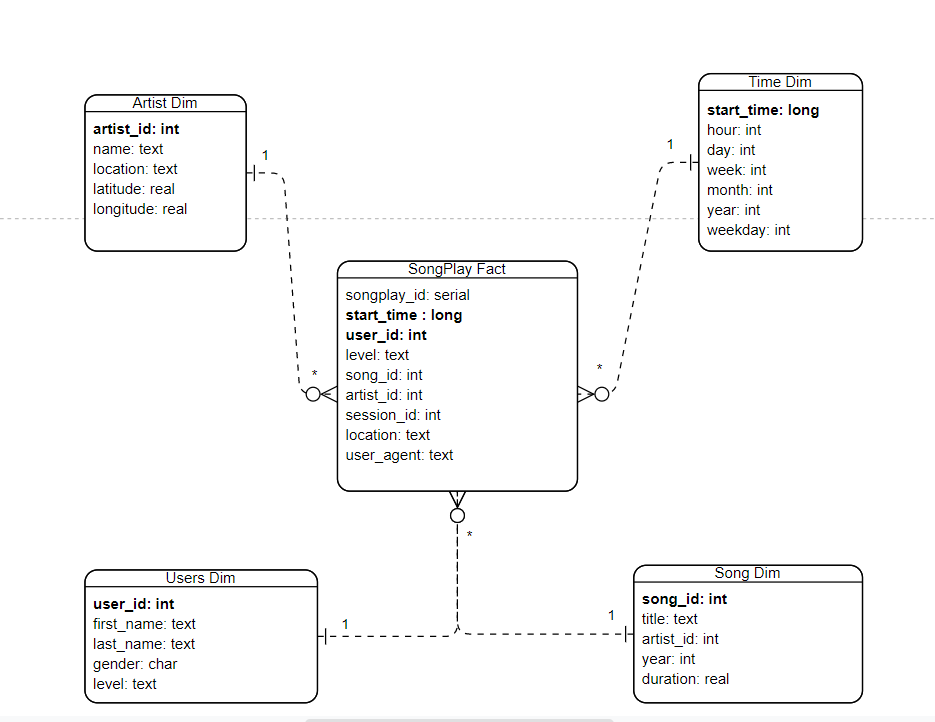 Artist Dim
artist_id: int
name: text
location: text
latitude: real
longitude: real
1
Time Dim
start_time: long
hour: int
day: int
week: int
month: int
year: int
weekday: int
1
SongPlay Fact
songplay_id: serial
start_time : long
user_id: int
level: text
song_id: int
artist_id: int
session_id: int
location: text
user_agent: text
*
*
*
Users Dim
user_id: int
first_name: text
last_name: text
gender: char
level: text
1
Song Dim
song_id: int
title: text
artist_id: int
year: int
duration: real
1